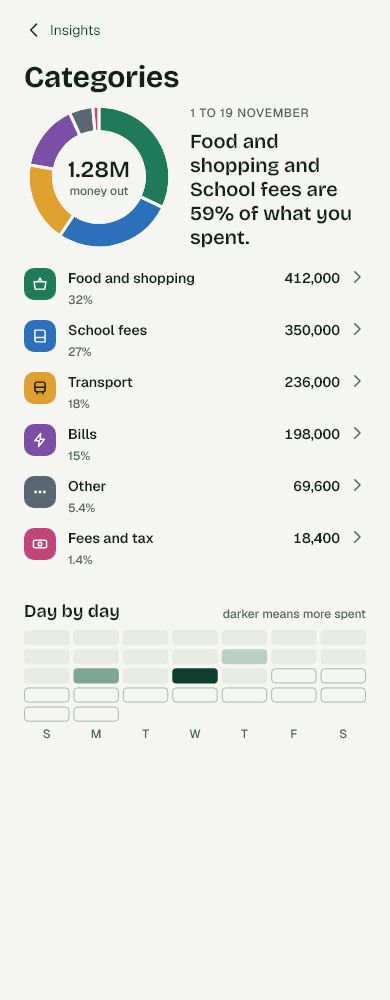 Insights
Categories
1.28M
money out
1 TO 19 NOVEMBER
Food and
shopping and
School fees are
59% of what you
spent.
Food and shopping 412,000
32%
School fees 350,000
27%
Transport 236,000
18%
Bills 198,000
15%
Other 69,600
5.4%
Fees and tax 18,400
1.4%
Day by day darker means more spent
S M T W T F S